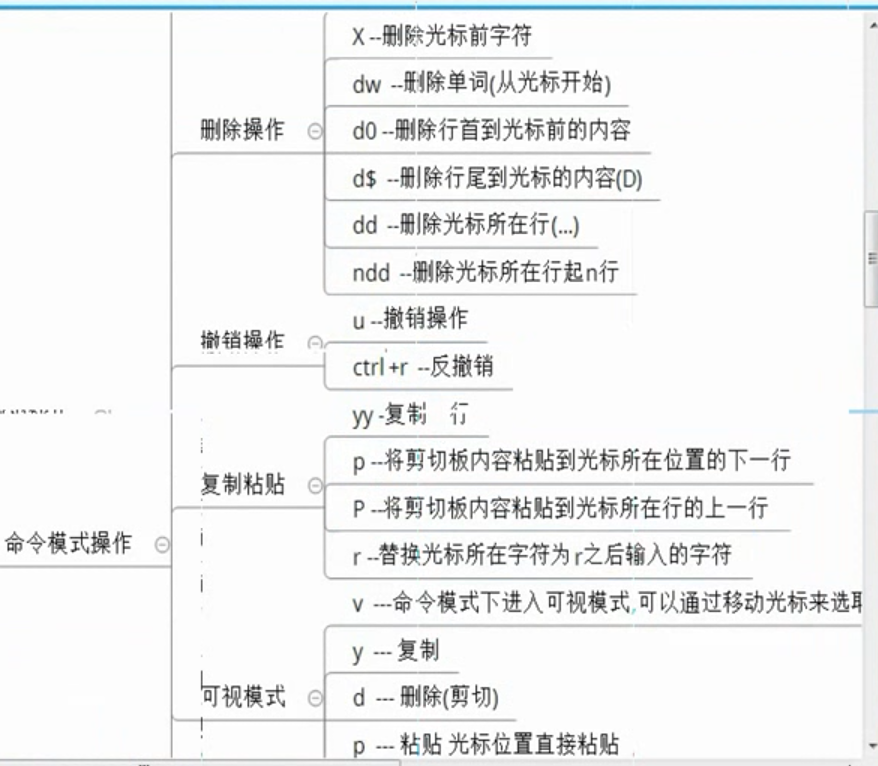 X --删除光标前字符
dw --删除单词(从光标开始)
删除操作
d0 --删除行首到光标前的内容
d$ --删除行尾到光标的内容(D)
dd --删除光标所在行(...)
ndd --删除光标所在行起n行
u --撤销操作
撤销操作
ctrl+r --反撤销
yy -复制 行
p --将剪切板内容粘贴到光标所在位置的下一行
复制粘贴
P --将剪切板内容粘贴到光标所在行的上一行
命令模式操作
r --替换光标所在字符为r之后输入的字符
v ---命令模式下进入可视模式,可以通过移动光标来选取
y --- 复制
可视模式
d --- 删除(剪切)
p --- 粘贴 光标位置直接粘贴